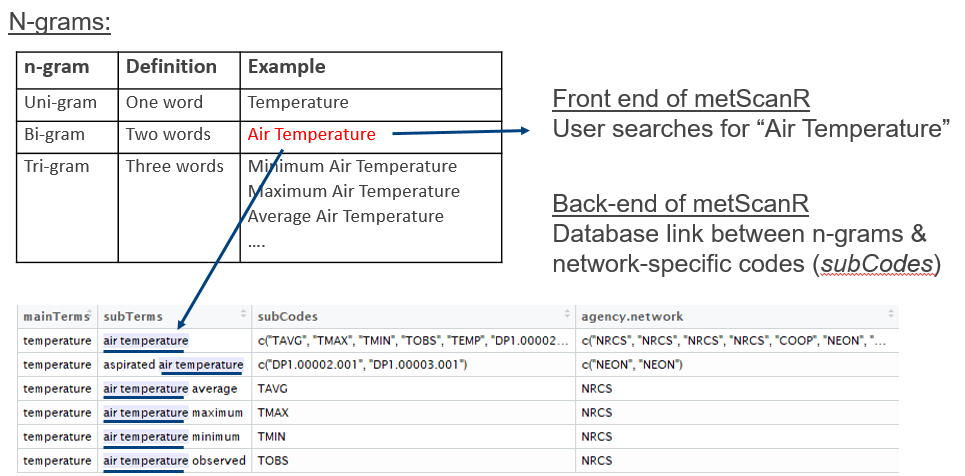 N-grams:
n-gram Definition Example
Uni-gram One word Temperature
Bi-gram Two words Air Temperature
Tri-gram Three words Minimum Air Temperature
Maximum Air Temperature
Average Air Temperature
....
Front end of metScanR
User searches for “Air Temperature”
Back-end of metScanR
Database link between n-grams &
network-specific codes (subCodes)
mainTerms subTerms subCodes agency.network
temperature air temperature c("TAVG", "TMAX", "TMIN", "TOBS", "TEMP", "DP1.00002... c("NRCS", "NRCS", "NRCS", "NRCS", "COOP", "NEON", "...
temperature aspirated air temperature c("DP1.00002.001", "DP1.00003.001") c("NEON", "NEON")
temperature air temperature average TAVG NRCS
temperature air temperature maximum TMAX NRCS
temperature air temperature minimum TMIN NRCS
temperature air temperature observed TOBS NRCS